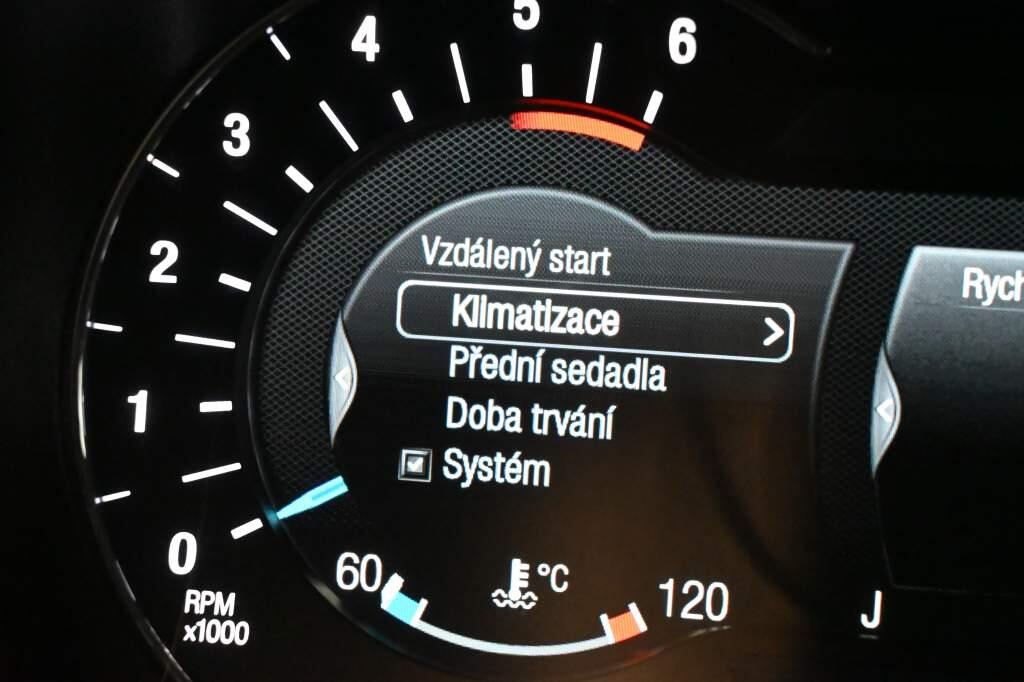 6
5
4
3
2
1
0
RPM
x1000
Vzdálený start
Klimatizace
Přední sedadla
Doba trvání
Systém
60
°C
120
Rych
J